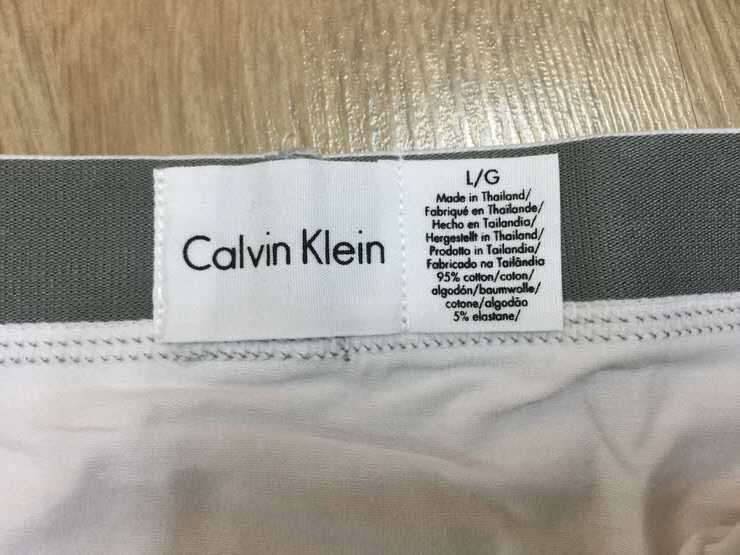 Calvin Klein
L/G
Made in Thailand/
Fabriqué en Thaïlande/
Hecho en Tailandia/
Hergestellt in Thailand/
Prodotto in Tailandia/
Fabricado na Tailândia
95% cotton/coton/
algodón/baumwolle/
cotone/algodão
5% elastane/